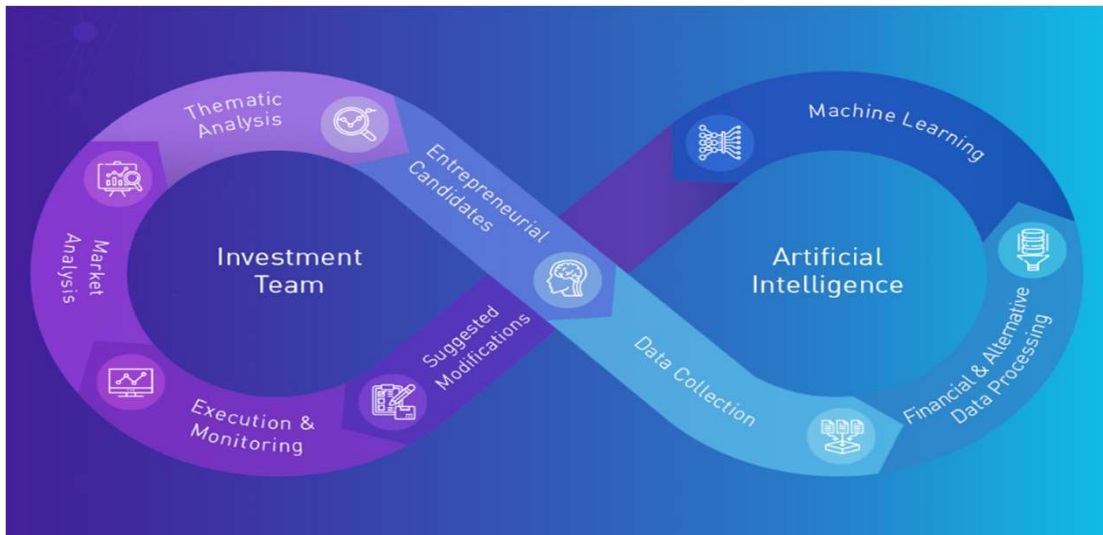 Thematic
Analysis
Entrepreneurial
Candidates
Machine Learning
Market
Analysis
Investment
Team
Artificial
Intelligence
Suggested
Modifications
Data Collection
Financial & Alternative
Data Processing
Execution &
Monitoring